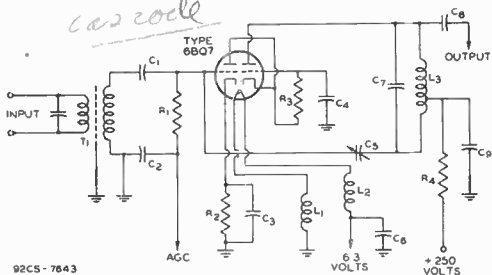 cascode
TYPE
6BQ7
C8
OUTPUT
C1
C7
L3
INPUT
T1
R1
R3
C4
C2
C5
R4
C9
R2
C3
L1
L2
C6
AGC
6.3
VOLTS
+250
VOLTS
92CS-7643